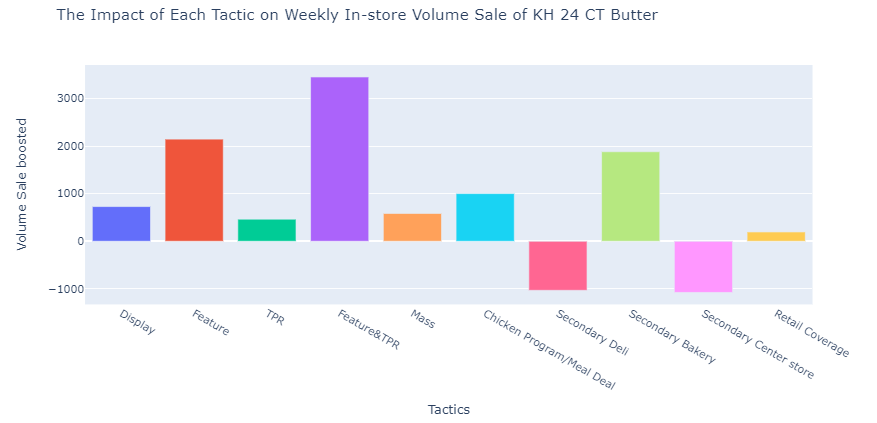 The Impact of Each Tactic on Weekly In-store Volume Sale of KH 24 CT Butter
Volume Sale boosted
3000
2000
1000
0
−1000
Display
Feature
TPR
Feature&TPR
Mass
Chicken Program/Meal Deal
Secondary Deli
Secondary Bakery
Secondary Center store
Retail Coverage
Tactics